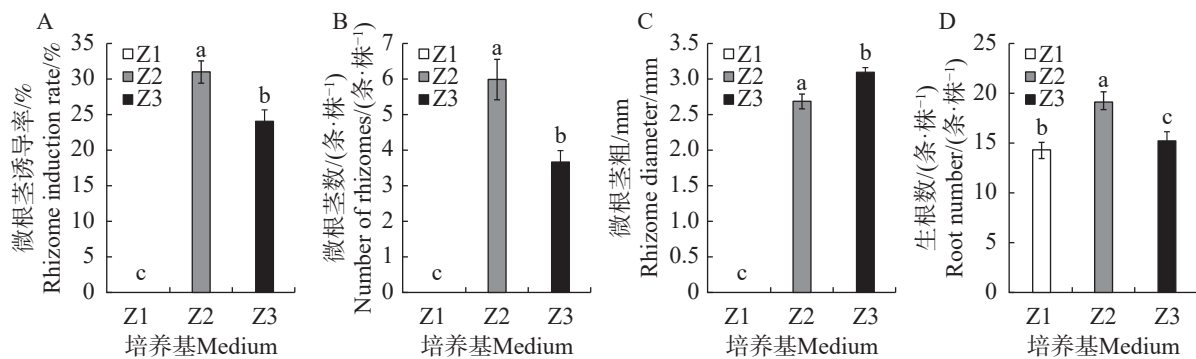 A
微根茎诱导率/%
Rhizome induction rate/%
35
30
25
20
15
10
5
0
Z1
Z2
Z3
c
a
b
Z1 Z2 Z3
培养基Medium
B
微根茎数/(条·株⁻¹)
Number of rhizomes/(条·株⁻¹)
7
6
5
4
3
2
1
0
Z1
Z2
Z3
c
a
b
Z1 Z2 Z3
培养基Medium
C
微根茎粗/mm
Rhizome diameter/mm
3.5
3.0
2.5
2.0
1.5
1.0
0.5
0.0
Z1
Z2
Z3
c
a
b
Z1 Z2 Z3
培养基Medium
D
生根数/(条·株⁻¹)
Root number/(条·株⁻¹)
25
20
15
10
5
0
Z1
Z2
Z3
b
a
c
Z1 Z2 Z3
培养基Medium